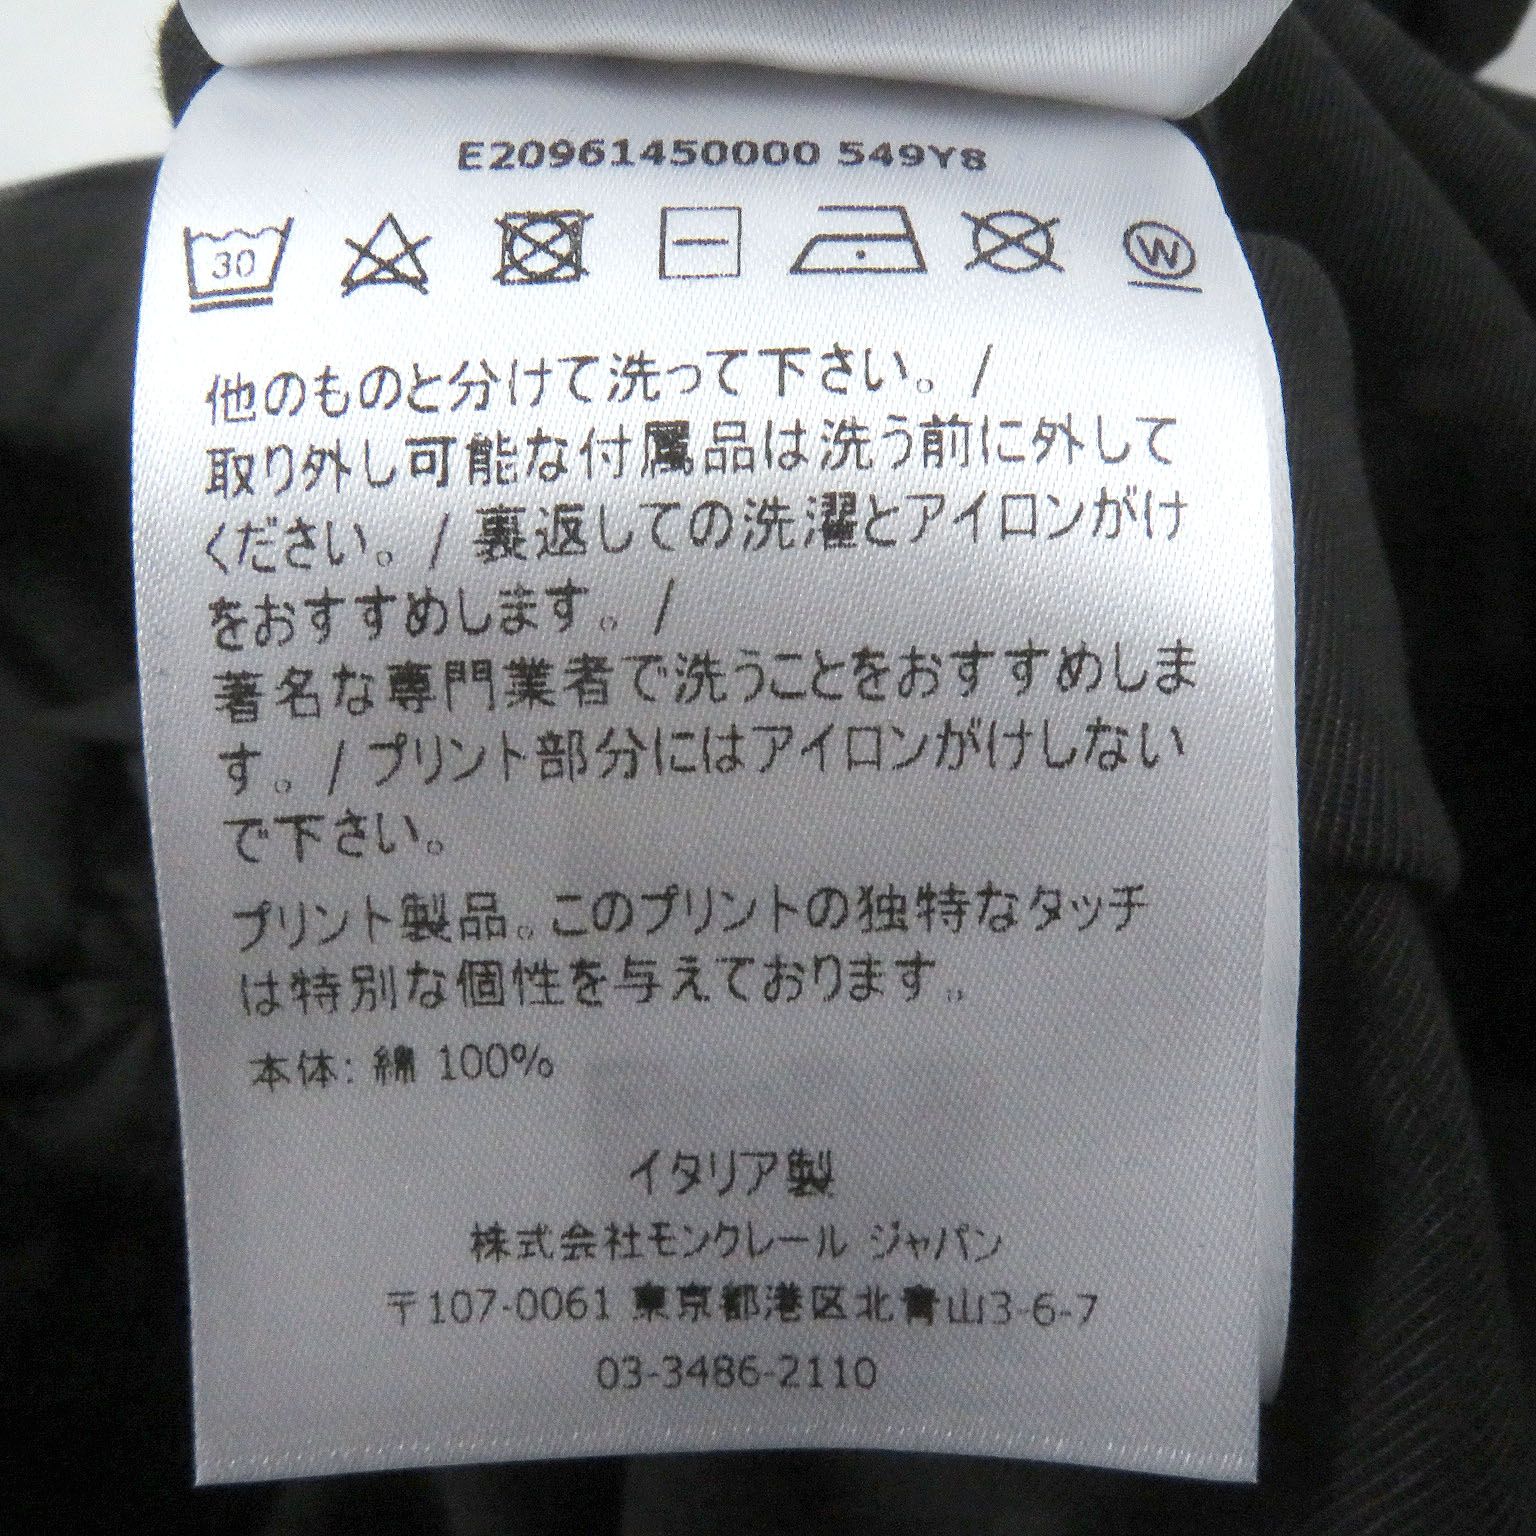 E20961450000 549Y8
30
W
他のものと分けて洗って下さい。/
取り外し可能な付属品は洗う前に外して
ください。/ 裏返しての洗濯とアイロンがけ
をおすすめします。/
著名な専門業者で洗うことをおすすめしま
す。/ プリント部分にはアイロンがけしない
で下さい。
プリント製品。このプリントの独特なタッチ
は特別な個性を与えております。
本体: 綿 100%
イタリア製
株式会社モンクレール ジャパン
〒107-0061 東京都港区北青山3-6-7
03-3486-2110